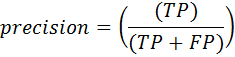 precision = ( (TP) / (TP + FP) )